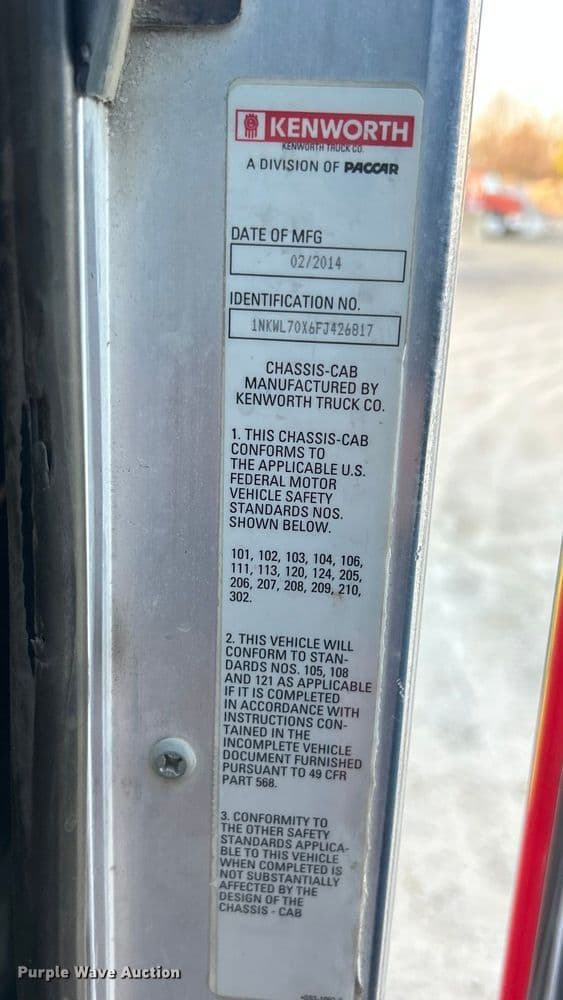 KENWORTH
KENWORTH TRUCK CO.
A DIVISION OF PACCAR
DATE OF MFG
02/2014
IDENTIFICATION NO.
1NKWL70X6FJ426817
CHASSIS-CAB
MANUFACTURED BY
KENWORTH TRUCK CO.
1. THIS CHASSIS-CAB
CONFORMS TO
THE APPLICABLE U.S.
FEDERAL MOTOR
VEHICLE SAFETY
STANDARDS NOS.
SHOWN BELOW.
101, 102, 103, 104, 106,
111, 113, 120, 124, 205,
206, 207, 208, 209, 210,
302.
2. THIS VEHICLE WILL
CONFORM TO STAN-
DARDS NOS. 105, 108
AND 121 AS APPLICABLE
IF IT IS COMPLETED
IN ACCORDANCE WITH
INSTRUCTIONS CON-
TAINED IN THE
INCOMPLETE VEHICLE
DOCUMENT FURNISHED
PURSUANT TO 49 CFR
PART 568.
3. CONFORMITY TO
THE OTHER SAFETY
STANDARDS APPLICA-
BLE TO THIS VEHICLE
WHEN COMPLETED IS
NOT SUBSTANTIALLY
AFFECTED BY THE
DESIGN OF THE
CHASSIS - CAB
Purple Wave Auction